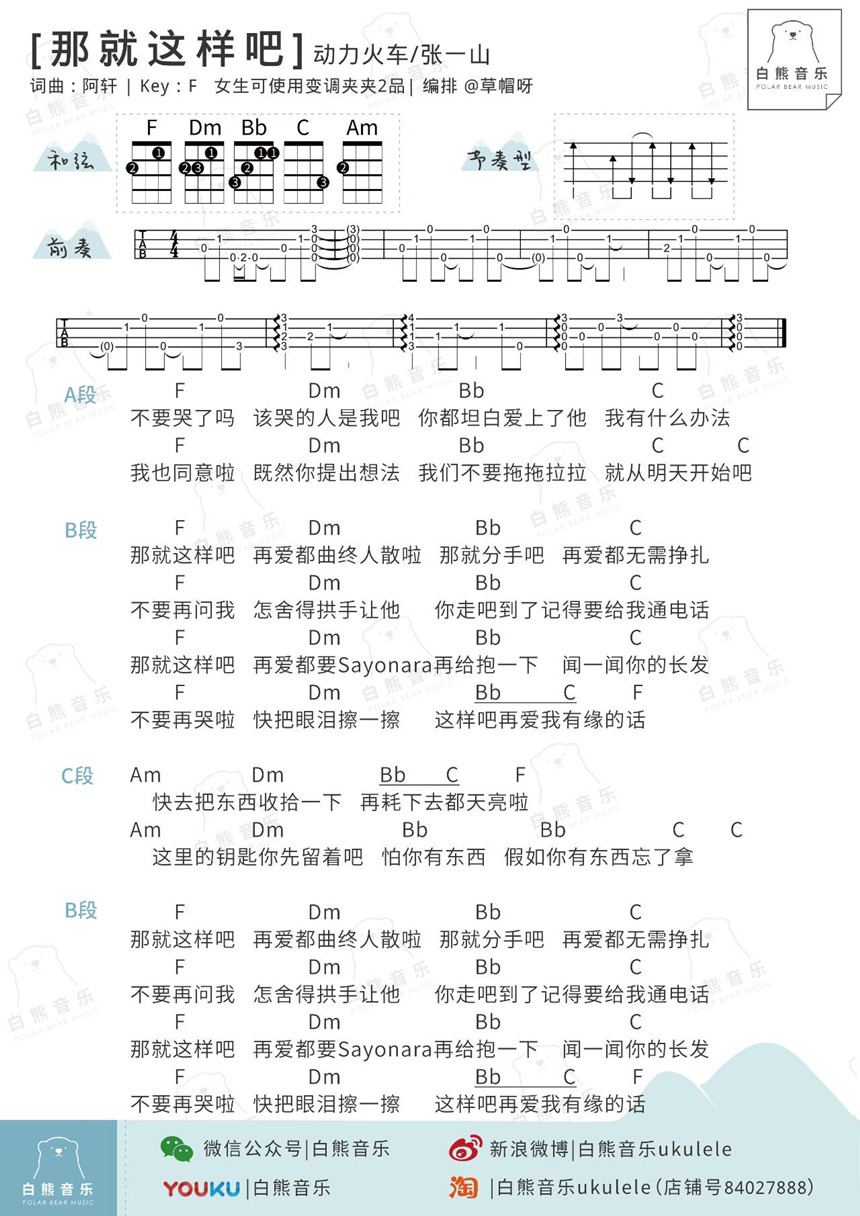 [那就这样吧] 动力火车/张一山
词曲:阿轩 | Key:F 女生可使用变调夹夹2品| 编排 @草帽呀
白熊音乐
POLAR BEAR MUSIC
和弦
F Dm Bb C Am
予奏型
前奏
A段
F Dm Bb C
不要哭了吗 该哭的人是我吧 你都坦白爱上了他 我有什么办法
F Dm Bb C C
我也同意啦 既然你提出想法 我们不要拖拖拉拉 就从明天开始吧
B段
F Dm Bb C
那就这样吧 再爱都曲终人散啦 那就分手吧 再爱都无需挣扎
F Dm Bb C
不要再问我 怎舍得拱手让他 你走吧到了记得要给我通电话
F Dm Bb C
那就这样吧 再爱都要Sayonara再给抱一下 闻一闻你的长发
F Dm Bb C F
不要再哭啦 快把眼泪擦一擦 这样吧再爱我有缘的话
C段
Am Dm Bb C F
快去把东西收拾一下 再耗下去都天亮啦
Am Dm Bb Bb C C
这里的钥匙你先留着吧 怕你有东西 假如你有东西忘了拿
B段
F Dm Bb C
那就这样吧 再爱都曲终人散啦 那就分手吧 再爱都无需挣扎
F Dm Bb C
不要再问我 怎舍得拱手让他 你走吧到了记得要给我通电话
F Dm Bb C
那就这样吧 再爱都要Sayonara再给抱一下 闻一闻你的长发
F Dm Bb C F
不要再哭啦 快把眼泪擦一擦 这样吧再爱我有缘的话
白熊音乐
POLAR BEAR MUSIC
微信公众号|白熊音乐
新浪微博|白熊音乐ukulele
YOUKU |白熊音乐
淘 |白熊音乐ukulele(店铺号84027888)